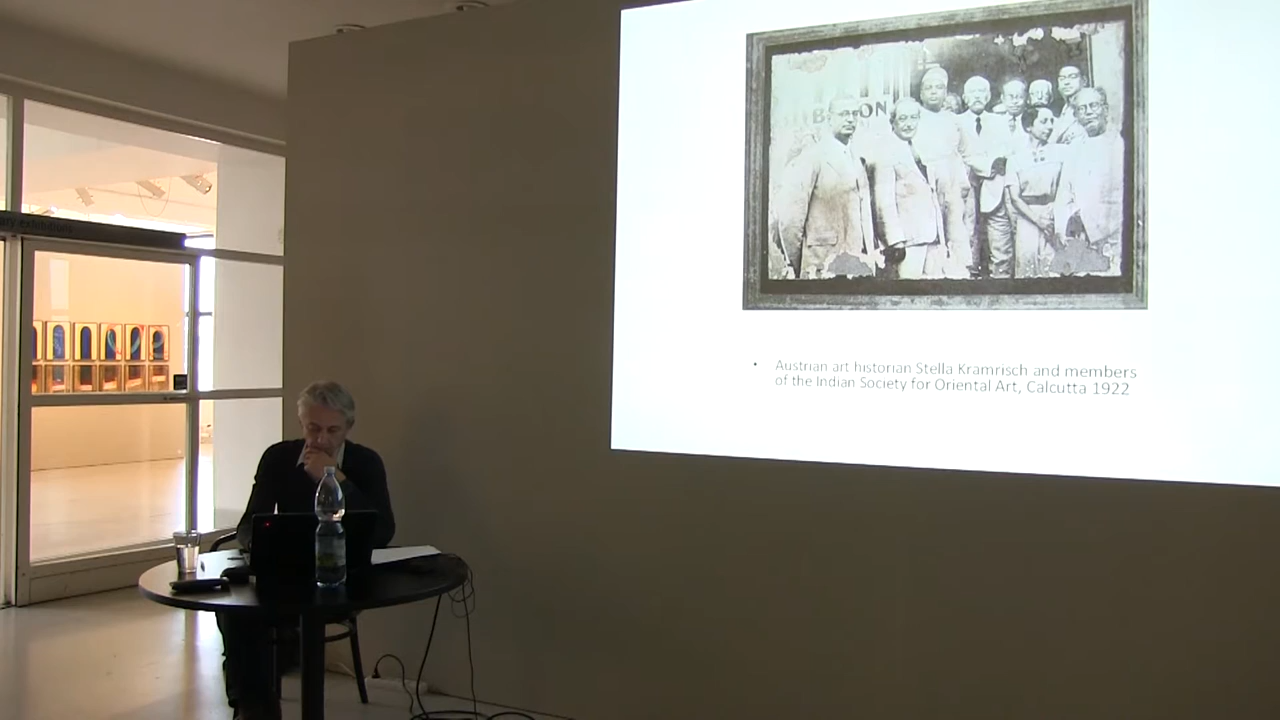 • Austrian art historian Stella Kramrisch and members
of the Indian Society for Oriental Art, Calcutta 1922